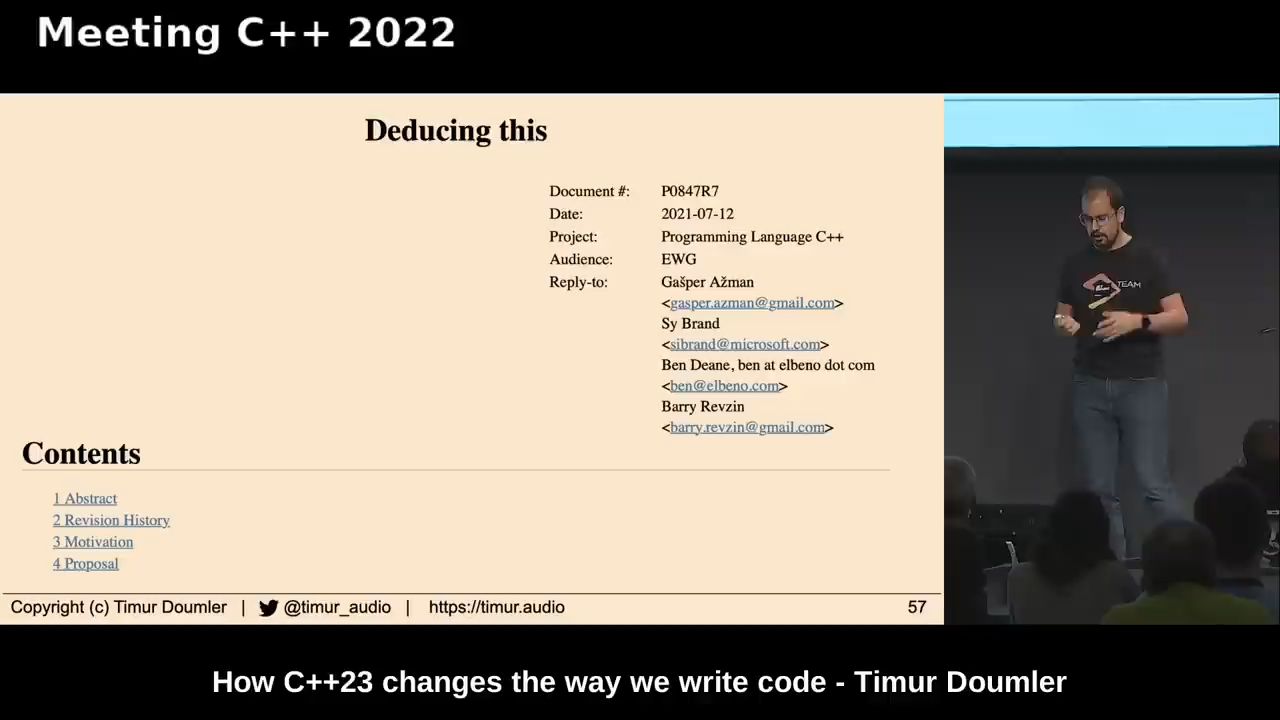 Meeting C++ 2022
Deducing this
Document #: P0847R7
Date: 2021-07-12
Project: Programming Language C++
Audience: EWG
Reply-to: Gašper Ažman
<gasper.azman@gmail.com>
Sy Brand
<sibrand@microsoft.com>
Ben Deane, ben at elbeno dot com
<ben@elbeno.com>
Barry Revzin
<barry.revzin@gmail.com>
Contents
1 Abstract
2 Revision History
3 Motivation
4 Proposal
Copyright (c) Timur Doumler | @timur_audio | https://timur.audio 57
TEAM
How C++23 changes the way we write code - Timur Doumler